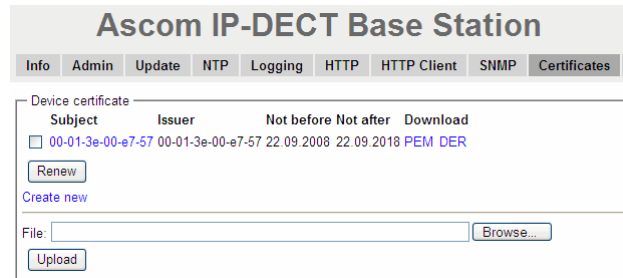 Ascom IP-DECT Base Station
Info Admin Update NTP Logging HTTP HTTP Client SNMP Certificates
Device certificate
Subject Issuer Not before Not after Download
00-01-3e-00-e7-57 00-01-3e-00-e7-57 22.09.2008 22.09.2018 PEM DER
Renew
Create new
File: Browse...
Upload